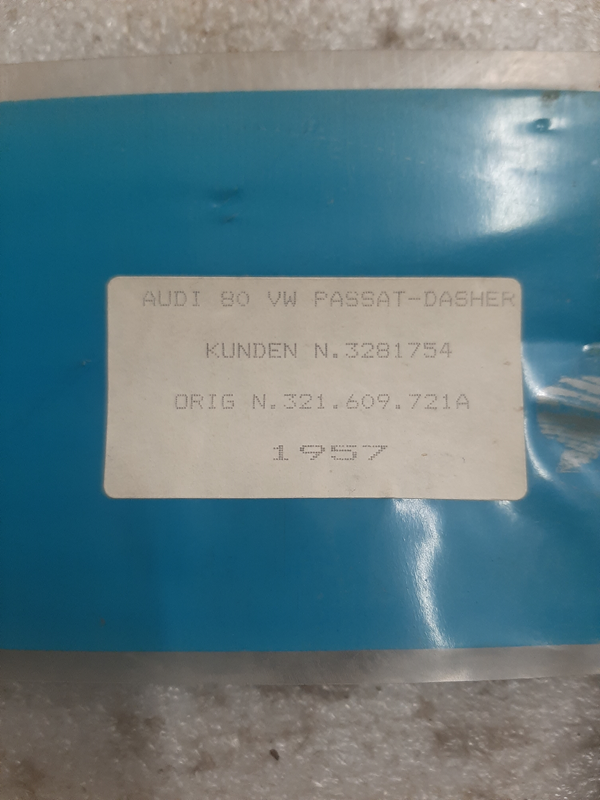 AUDI 80 VW PASSAT-DASHER
KUNDEN N.3281754
ORIG N.321.609.721A
1957